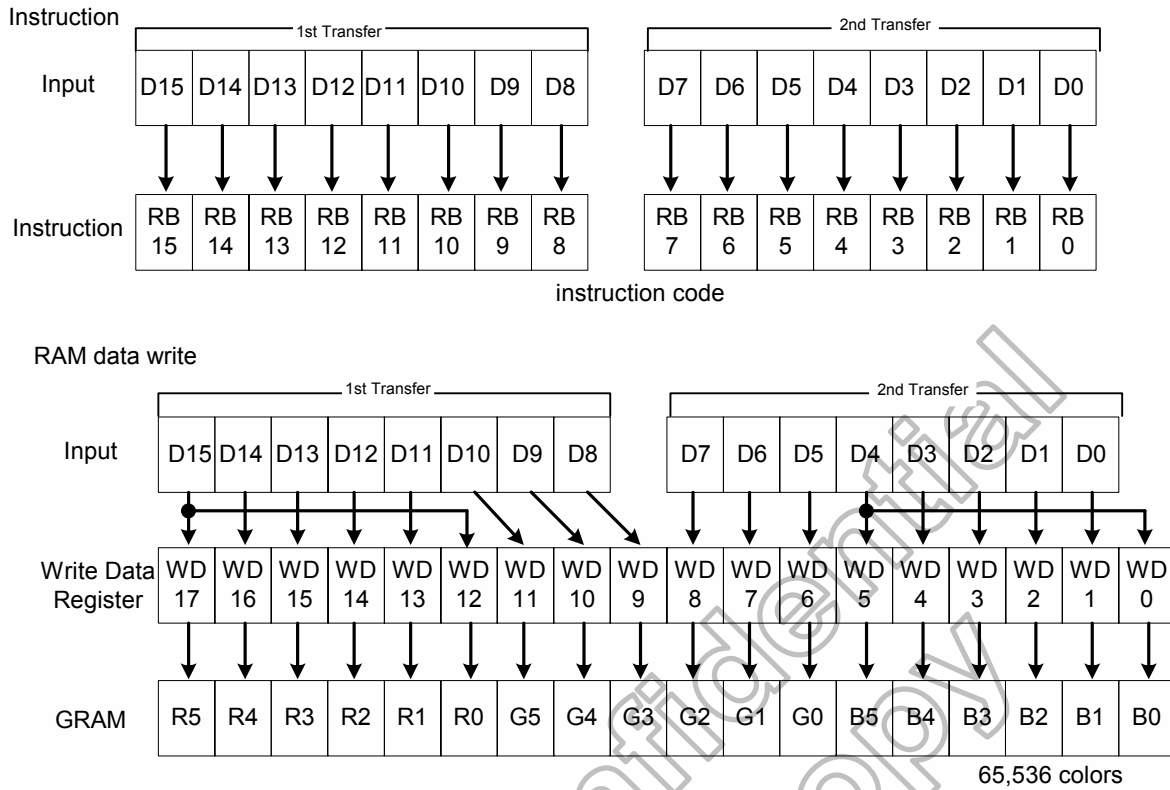 Instruction
1st Transfer 2nd Transfer
Input D15 D14 D13 D12 D11 D10 D9 D8 D7 D6 D5 D4 D3 D2 D1 D0
Instruction RB 15 RB 14 RB 13 RB 12 RB 11 RB 10 RB 9 RB 8 RB 7 RB 6 RB 5 RB 4 RB 3 RB 2 RB 1 RB 0
instruction code
RAM data write
1st Transfer 2nd Transfer
Input D15 D14 D13 D12 D11 D10 D9 D8 D7 D6 D5 D4 D3 D2 D1 D0
Write Data Register WD 17 WD 16 WD 15 WD 14 WD 13 WD 12 WD 11 WD 10 WD 9 WD 8 WD 7 WD 6 WD 5 WD 4 WD 3 WD 2 WD 1 WD 0
GRAM R5 R4 R3 R2 R1 R0 G5 G4 G3 G2 G1 G0 B5 B4 B3 B2 B1 B0
65,536 colors
nfidential
opy